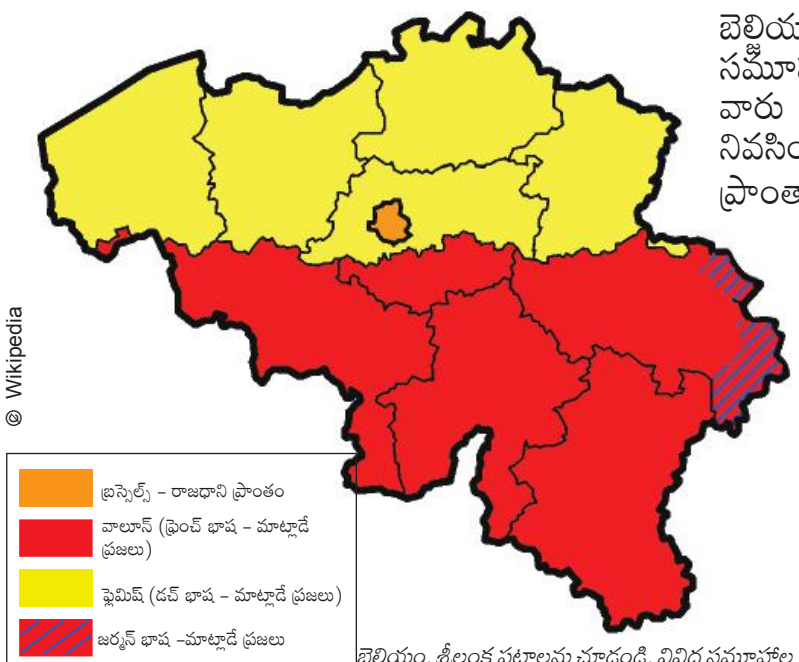 బెల్జియ
సమూహ
వారు
నివసిం
ప్రాంత
© Wikipedia
బ్రస్సెల్స్ – రాజధాని ప్రాంతం
వాలూన్ (ఫ్రెంచ్ భాష – మాట్లాడే
ప్రజలు)
ఫ్లెమిష్ (డచ్ భాష – మాట్లాడే ప్రజలు)
జర్మన్ భాష –మాట్లాడే ప్రజలు
బెల్జియం, శ్రీలంక పటాలను చూడండి. వివిధ సమూహాల